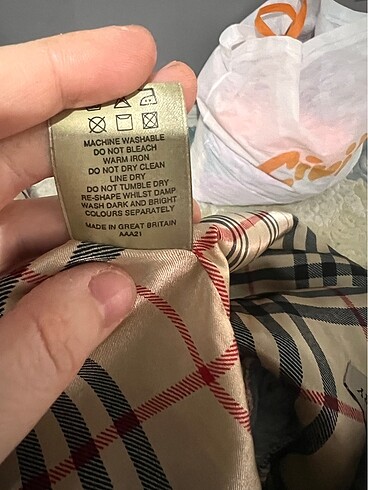 MACHINE WASHABLE
DO NOT BLEACH
WARM IRON
DO NOT DRY CLEAN
LINE DRY
DO NOT TUMBLE DRY
RE-SHAPE WHILST DAMP
WASH DARK AND BRIGHT
COLOURS SEPARATELY
MADE IN GREAT BRITAIN
AAA21